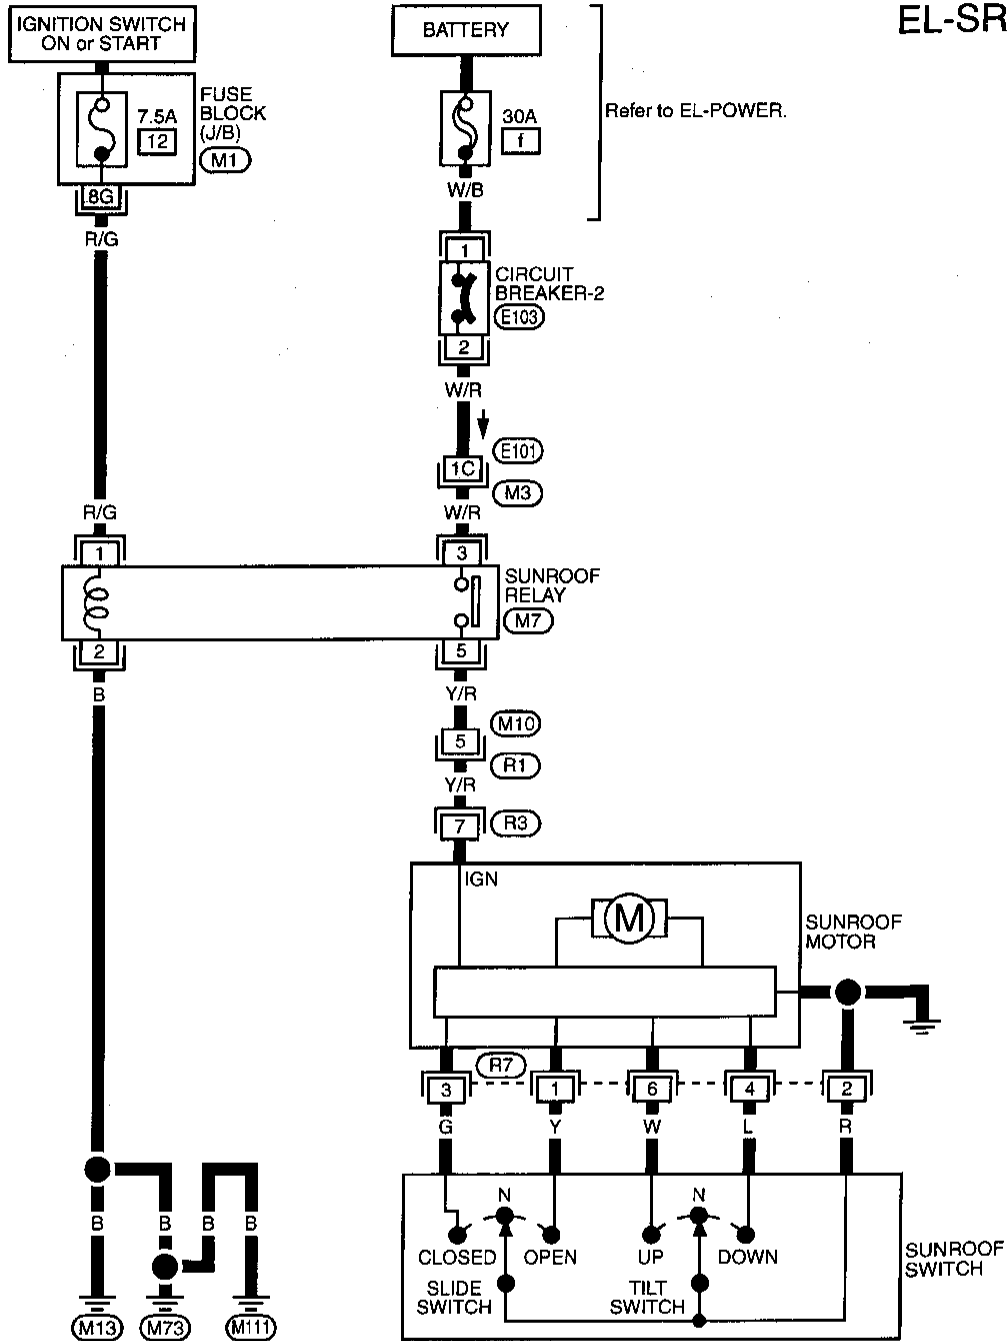 EL-SR
IGNITION SWITCH
ON or START
BATTERY
7.5A
12
FUSE
BLOCK
(J/B)
M1
30A
f
Refer to EL-POWER.
8G
W/B
R/G
1
CIRCUIT
BREAKER-2
E103
2
W/R
E101
1C
M3
R/G
W/R
1
3
SUNROOF
RELAY
M7
2
5
B
Y/R
M10
5
R1
Y/R
7
R3
IGN
M
SUNROOF
MOTOR
R7
3
1
6
4
2
G
Y
W
L
R
N
N
CLOSED
OPEN
UP
DOWN
SLIDE
SWITCH
TILT
SWITCH
SUNROOF
SWITCH
B
B
B
B
M13
M73
M111